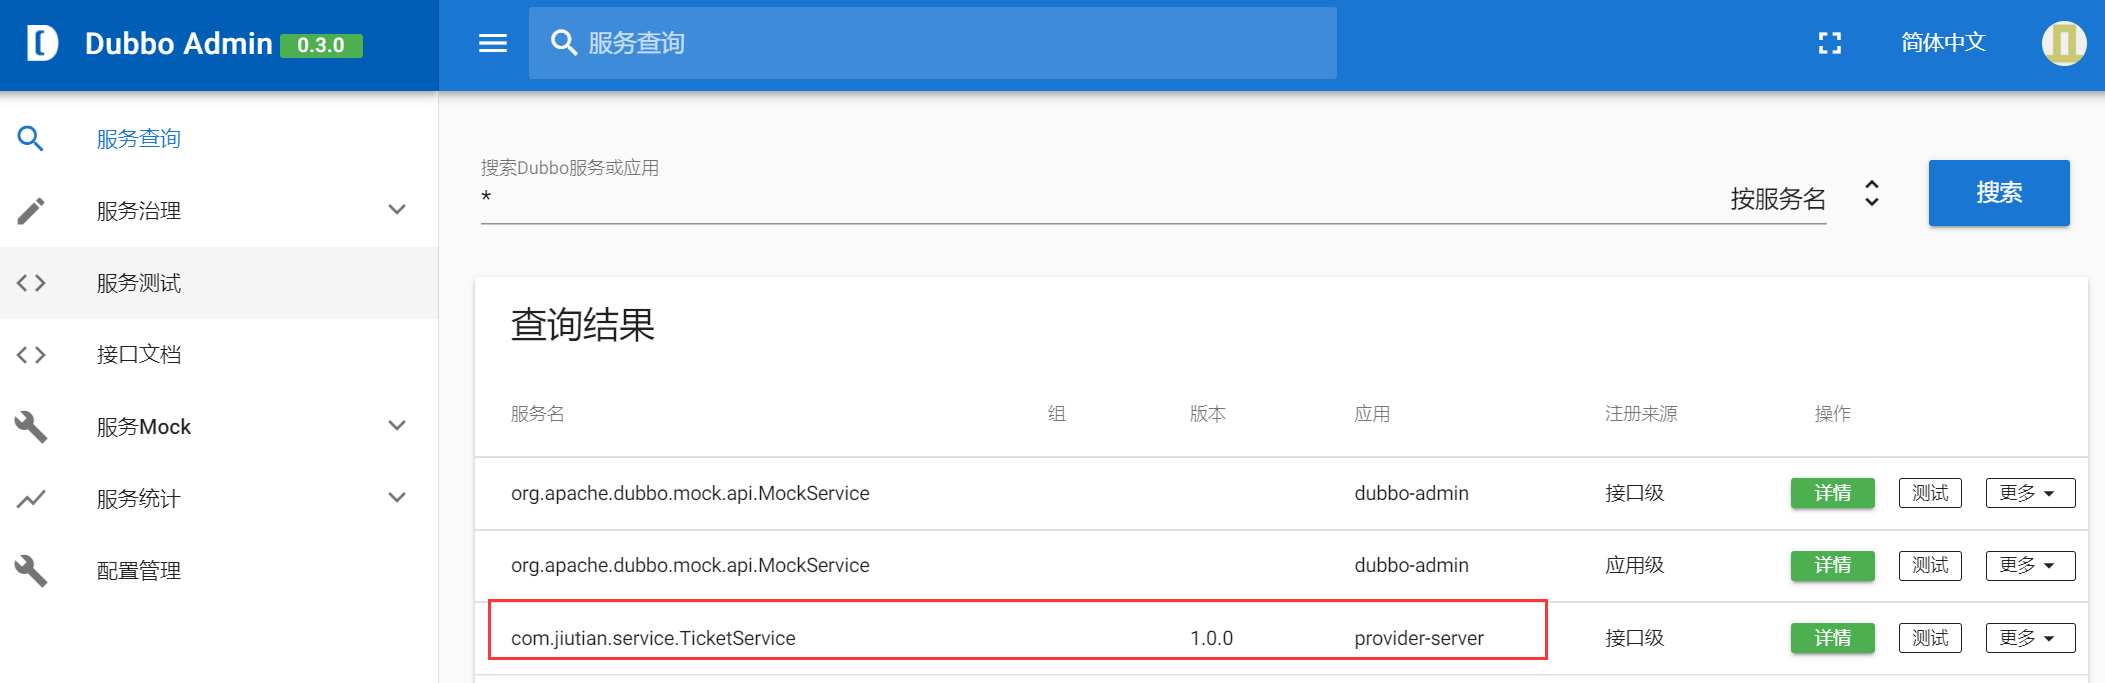 Dubbo Admin 0.3.0
服务查询
简体中文
服务查询
服务治理
服务测试
接口文档
服务Mock
服务统计
配置管理
搜索Dubbo服务或应用
* 按服务名 搜索
查询结果
服务名 组 版本 应用 注册来源 操作
org.apache.dubbo.mock.api.MockService dubbo-admin 接口级 详情 测试 更多
org.apache.dubbo.mock.api.MockService dubbo-admin 应用级 详情 测试 更多
com.jiutian.service.TicketService 1.0.0 provider-server 接口级 详情 测试 更多